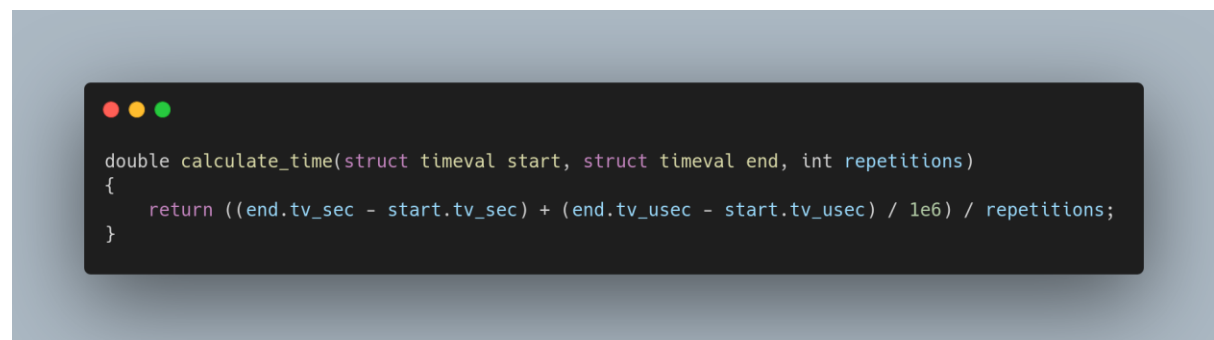 double calculate_time(struct timeval start, struct timeval end, int repetitions)
{
    return ((end.tv_sec - start.tv_sec) + (end.tv_usec - start.tv_usec) / 1e6) / repetitions;
}